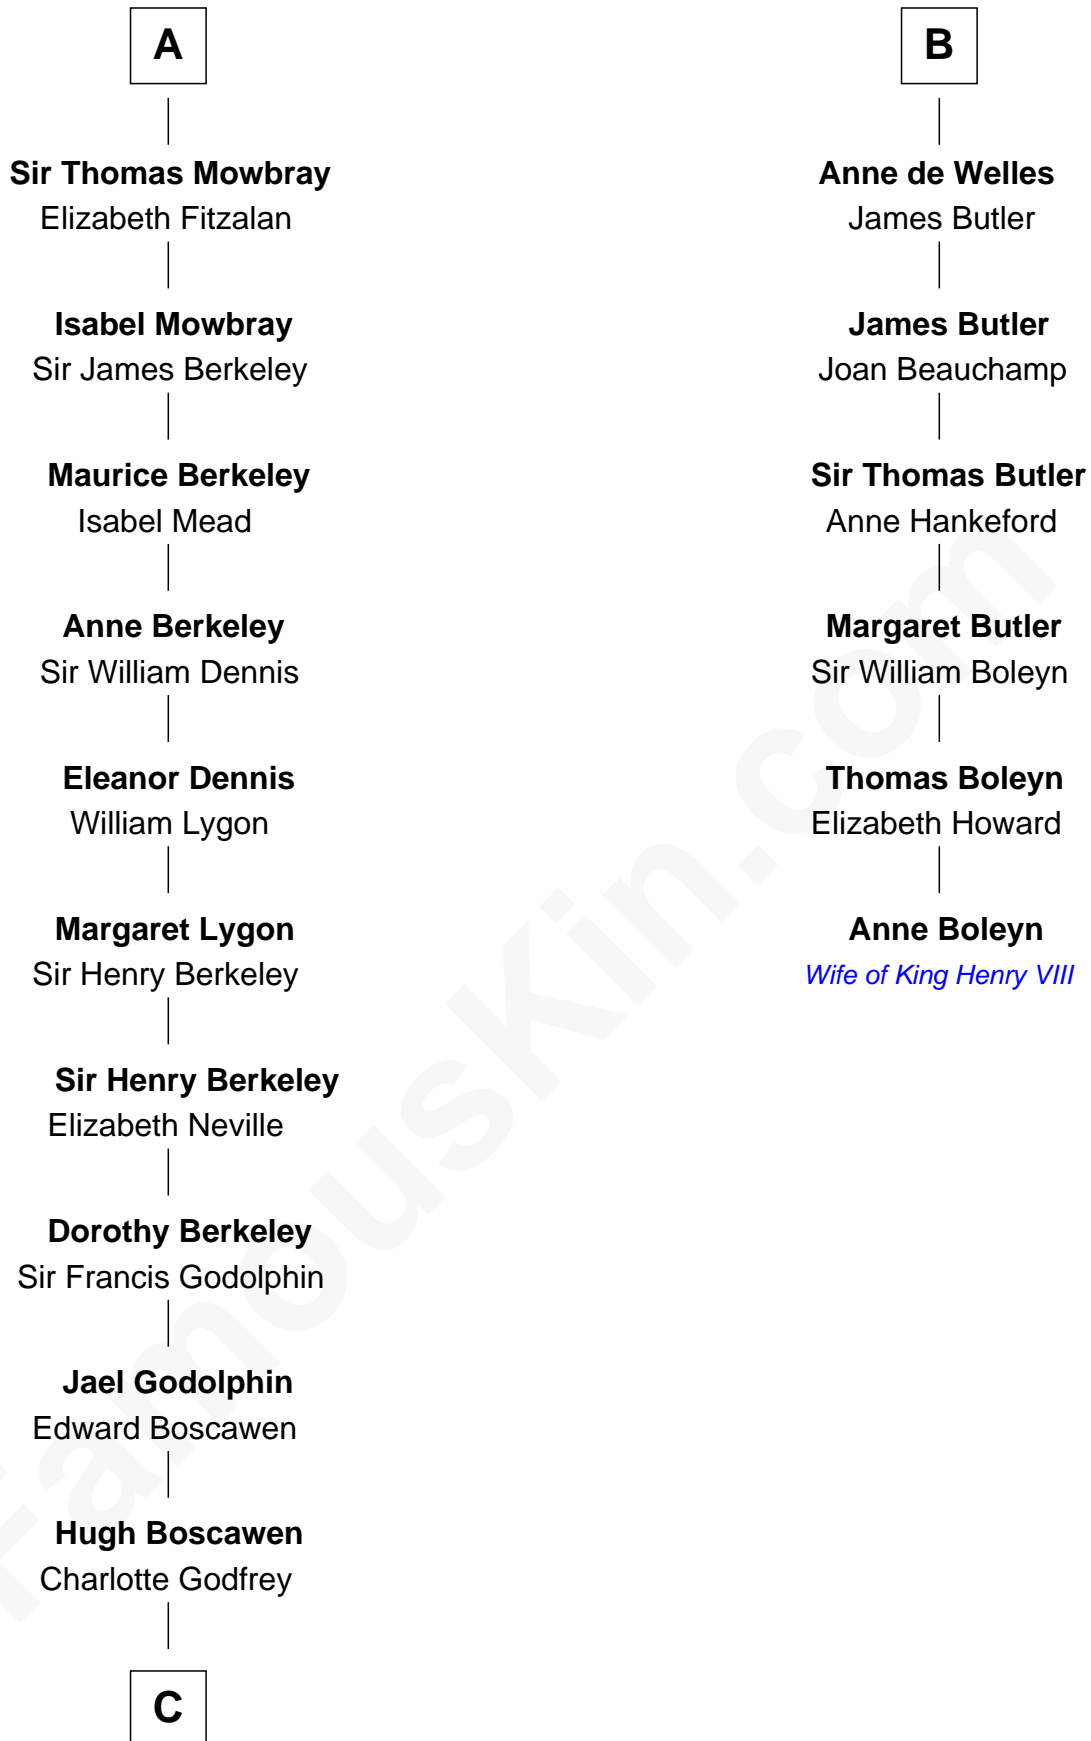 A
Sir Thomas Mowbray
Elizabeth Fitzalan
Isabel Mowbray
Sir James Berkeley
Maurice Berkeley
Isabel Mead
Anne Berkeley
Sir William Dennis
Eleanor Dennis
William Lygon
Margaret Lygon
Sir Henry Berkeley
Sir Henry Berkeley
Elizabeth Neville
Dorothy Berkeley
Sir Francis Godolphin
Jael Godolphin
Edward Boscawen
Hugh Boscawen
Charlotte Godfrey
C
B
Anne de Welles
James Butler
James Butler
Joan Beauchamp
Sir Thomas Butler
Anne Hankeford
Margaret Butler
Sir William Boleyn
Thomas Boleyn
Elizabeth Howard
Anne Boleyn
Wife of King Henry VIII
FamousKin.com